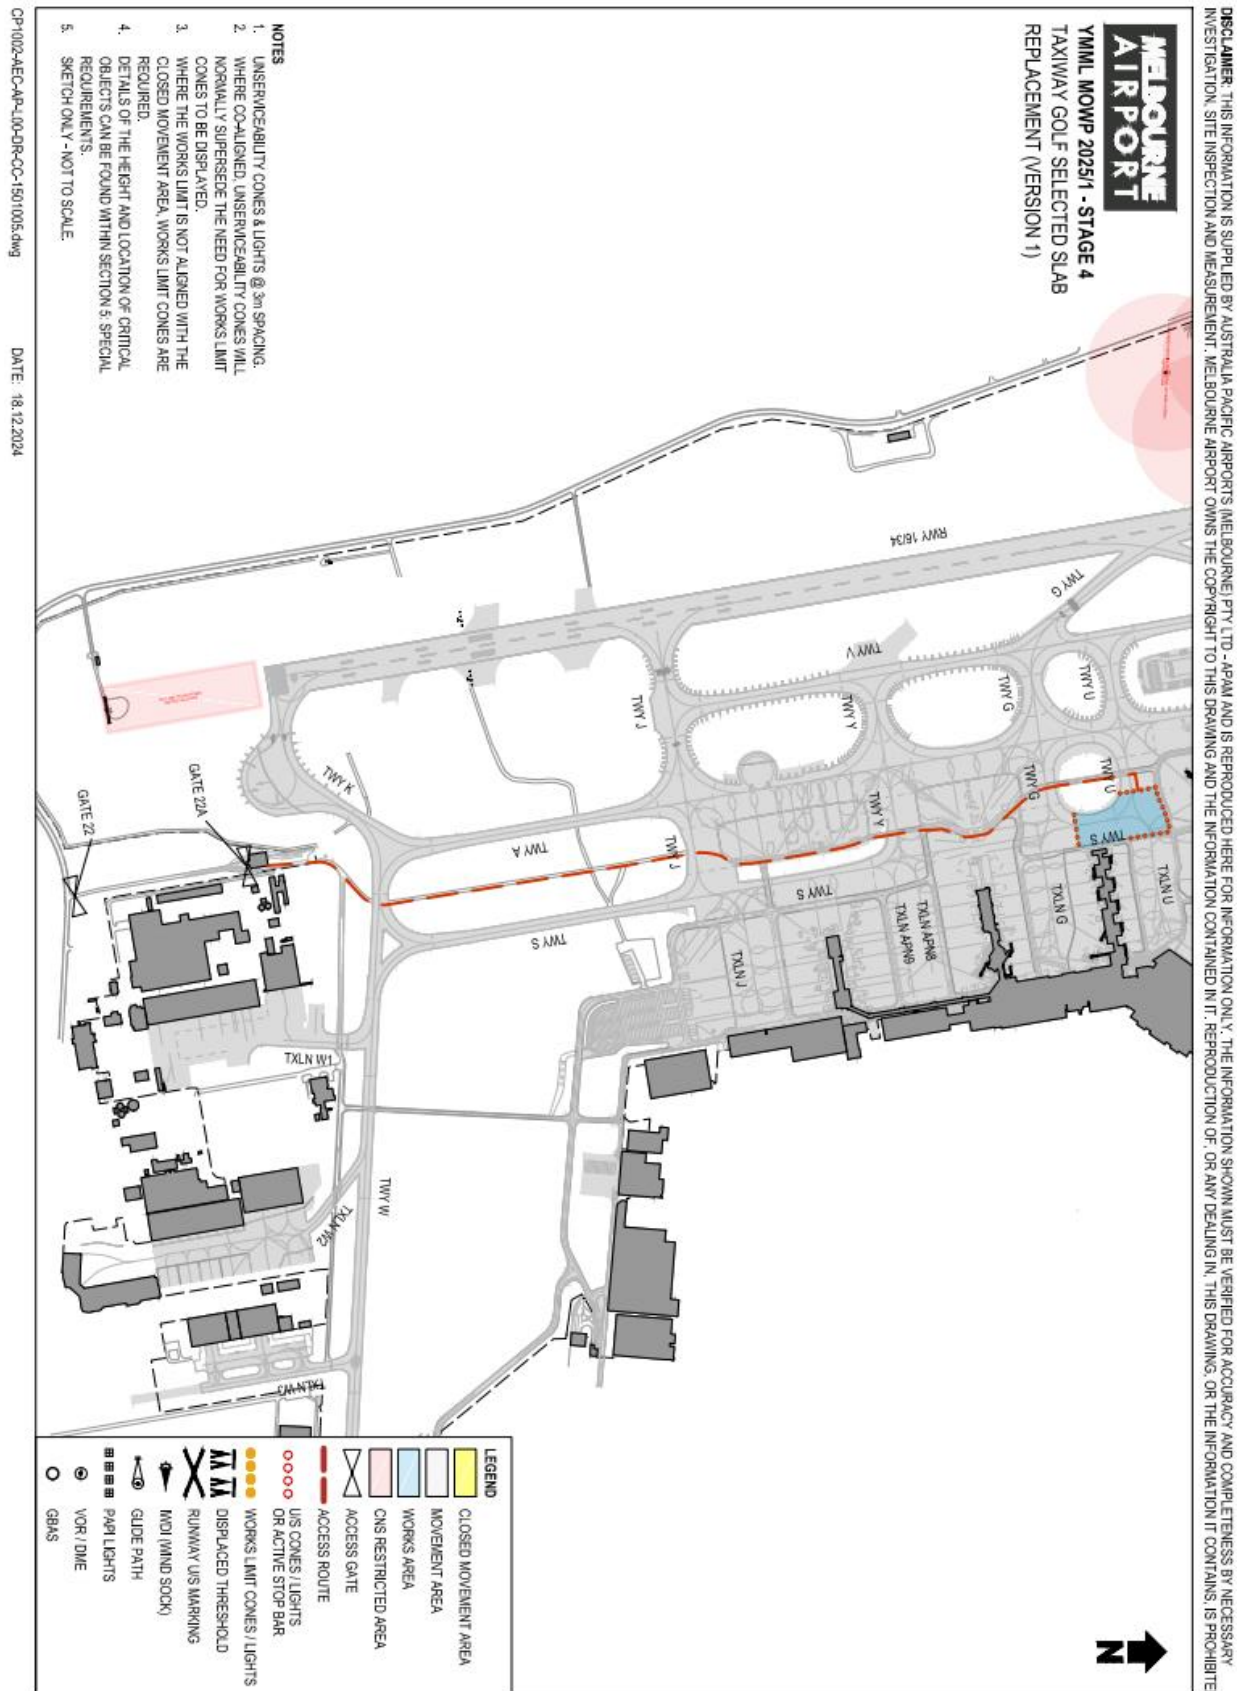 DISCLAIMER: THIS INFORMATION IS SUPPLIED BY AUSTRALIA PACIFIC AIRPORTS (MELBOURNE) PTY LTD - APAM AND IS REPRODUCED HERE FOR INFORMATION ONLY. THE INFORMATION SHOWN MUST BE VERIFIED FOR ACCURACY AND COMPLETENESS BY NECESSARY
INVESTIGATION, SITE INSPECTION AND MEASUREMENT. MELBOURNE AIRPORT OWNS THE COPYRIGHT TO THIS DRAWING AND THE INFORMATION CONTAINED IN IT. REPRODUCTION OF, OR ANY DEALING IN, THIS DRAWING, OR THE INFORMATION IT CONTAINS, IS PROHIBITE
MELBOURNE
AIRPORT
YMML MOWP 2025/1 - STAGE 4
TAXIWAY GOLF SELECTED SLAB
REPLACEMENT (VERSION 1)
RWY 16/34
TWY G
TWY V
TWY U
TWY G
TWY Y
TWY J
TWY K
TWY U
TWY G
TWY Y
TWY J
TWY A
TWY S
TWY S
TWY S
TXLN U
TXLN G
TXLN APN8
TXLN APN9
TXLN J
GATE 22A
GATE 22
TXLN W1
TWY W
TXLN W2
TXLN W3
NOTES
1. UNSERVICEABILITY CONES & LIGHTS @ 3m SPACING.
2. WHERE CO-ALIGNED, UNSERVICEABILITY CONES WILL
NORMALLY SUPERSEDE THE NEED FOR WORKS LIMIT
CONES TO BE DISPLAYED.
3. WHERE THE WORKS LIMIT IS NOT ALIGNED WITH THE
CLOSED MOVEMENT AREA, WORKS LIMIT CONES ARE
REQUIRED.
4. DETAILS OF THE HEIGHT AND LOCATION OF CRITICAL
OBJECTS CAN BE FOUND WITHIN SECTION 5: SPECIAL
REQUIREMENTS.
5. SKETCH ONLY - NOT TO SCALE.
LEGEND
CLOSED MOVEMENT AREA
MOVEMENT AREA
WORKS AREA
CNS RESTRICTED AREA
ACCESS GATE
ACCESS ROUTE
U/S CONES / LIGHTS
OR ACTIVE STOP BAR
WORKS LIMIT CONES / LIGHTS
DISPLACED THRESHOLD
RUNWAY U/S MARKING
IWDI (WIND SOCK)
GLIDE PATH
PAPI LIGHTS
VOR / DME
GBAS
N
CP1002-AEC-AP-L00-DR-CC-1501005.dwg
DATE: 18.12.2024